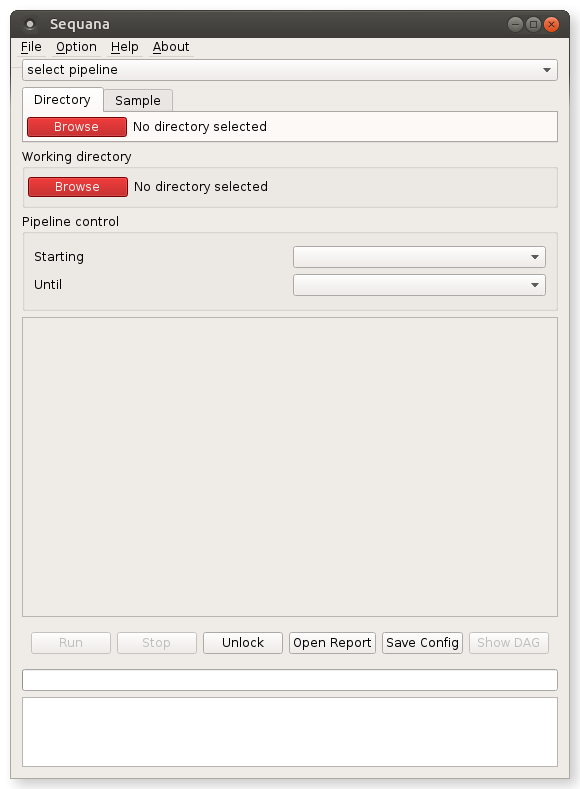 Sequana
File Option Help About
select pipeline
Directory Sample
Browse No directory selected
Working directory
Browse No directory selected
Pipeline control
Starting
Until
Run Stop Unlock Open Report Save Config Show DAG